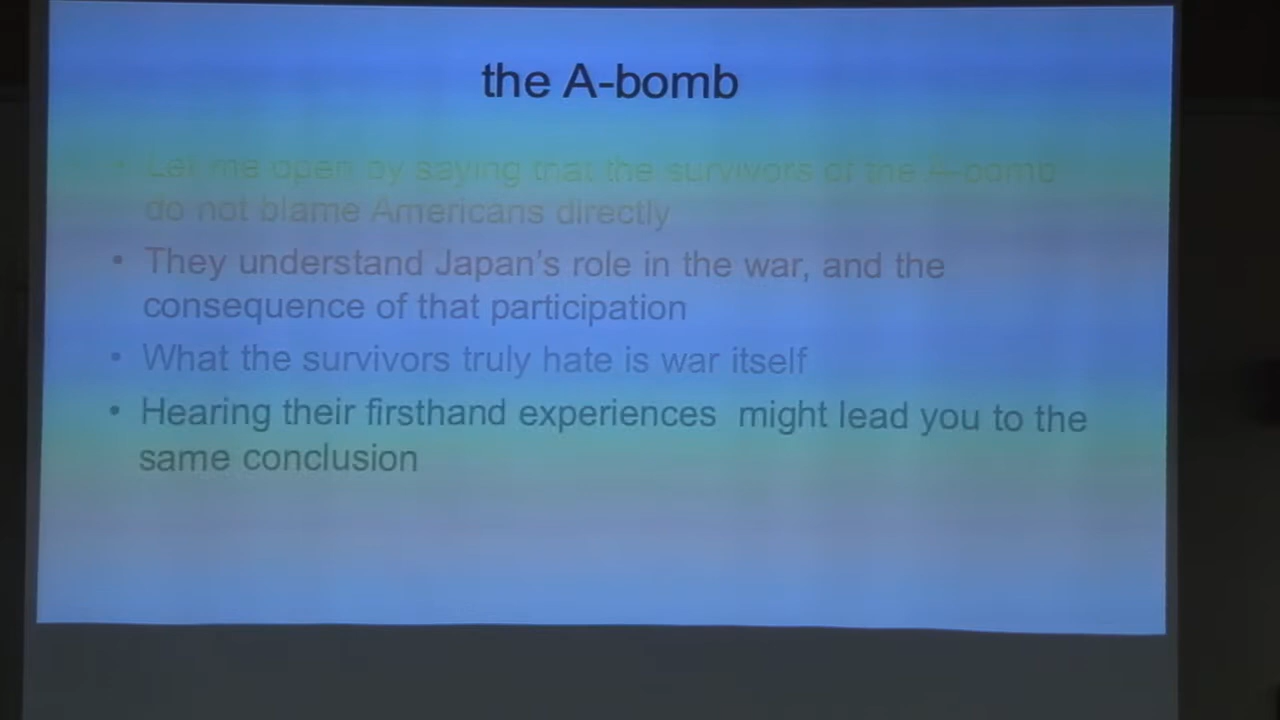 the A-bomb
• Let me open by saying that the survivors of the A-bomb
do not blame Americans directly
• They understand Japan's role in the war, and the
consequence of that participation
• What the survivors truly hate is war itself
• Hearing their firsthand experiences might lead you to the
same conclusion